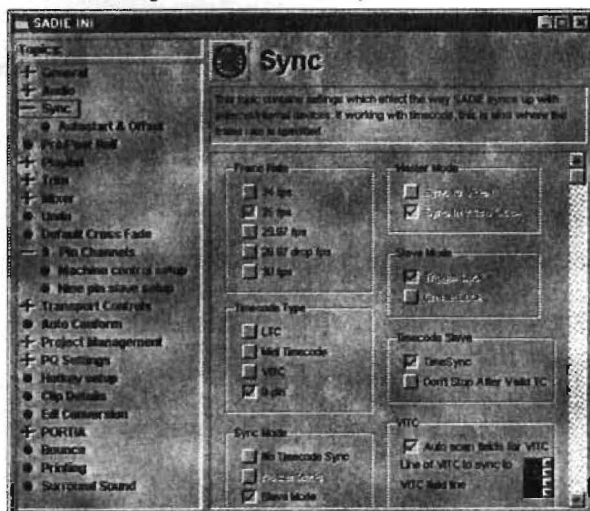 SADiE INI
Topics
General
Audio
Sync
Autostart & Offset
Pre/Post Roll
Playlist
Trim
Mixer
Undo
Default Cross Fade
9 Pin Channels
Machine control setup
Nine pin slave setup
Transport Controls
Auto Conform
Project Management
PQ Settings
Hotkey setup
Clip Details
Edl Conversion
PORTIA
Bounce
Printing
Surround Sound
Sync
This topic contains settings which effect the way SADiE syncs up with
external/internal devices. If working with timecode, this is also where the
frame rate is specified.
Frame Rate
24 fps
25 fps
29.97 fps
29.97 drop fps
30 fps
Timecode Type
LTC
Midi Timecode
VITC
9-pin
Sync Mode
No Timecode Sync
Slave Mode
Master Mode
Sync to Video
Slave Mode
Timecode Slave
TimeSync
Don't Stop After Valid TC
VITC
Auto scan fields for VITC
Line of VITC to sync to
VITC field line